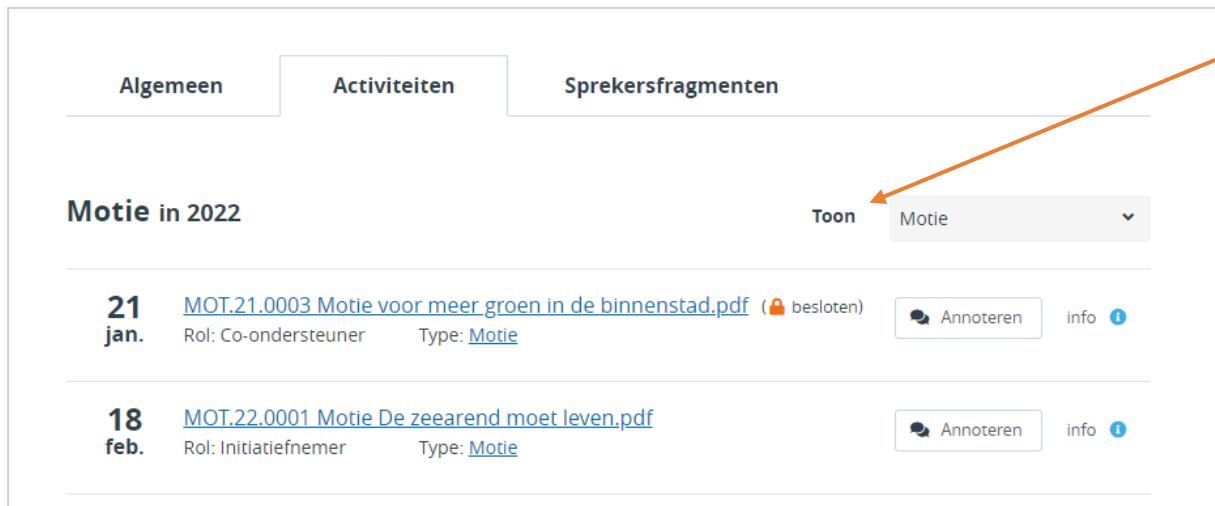 Algemeen Activiteiten Sprekersfragmenten
Motie in 2022 Toon Motie
21 MOT.21.0003 Motie voor meer groen in de binnenstad.pdf ( besloten) Annoteren info
jan. Rol: Co-ondersteuner Type: Motie
18 MOT.22.0001 Motie De zeearend moet leven.pdf Annoteren info
feb. Rol: Initiatiefnemer Type: Motie